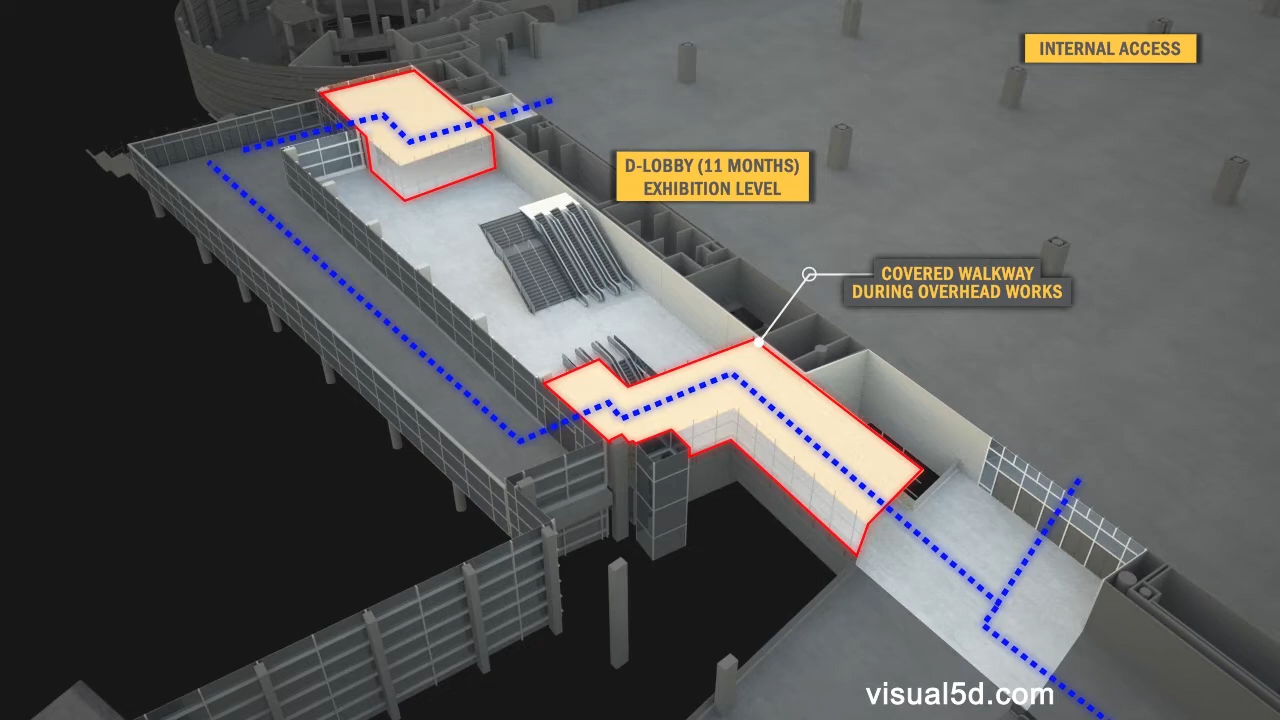 INTERNAL ACCESS
D-LOBBY (11 MONTHS)
EXHIBITION LEVEL
COVERED WALKWAY
DURING OVERHEAD WORKS
visual5d.com